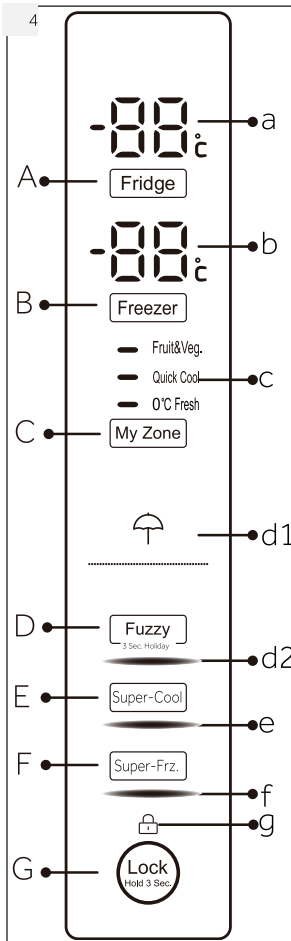 4
-88°c
a
A
Fridge
-88°c
b
B
Freezer
Fruit&Veg.
Quick Cool
c
0°C Fresh
C
My Zone
d1
D
Fuzzy
3 Sec. Holiday
d2
E
Super-Cool
e
F
Super-Frz.
f
g
G
Lock
Hold 3 Sec.